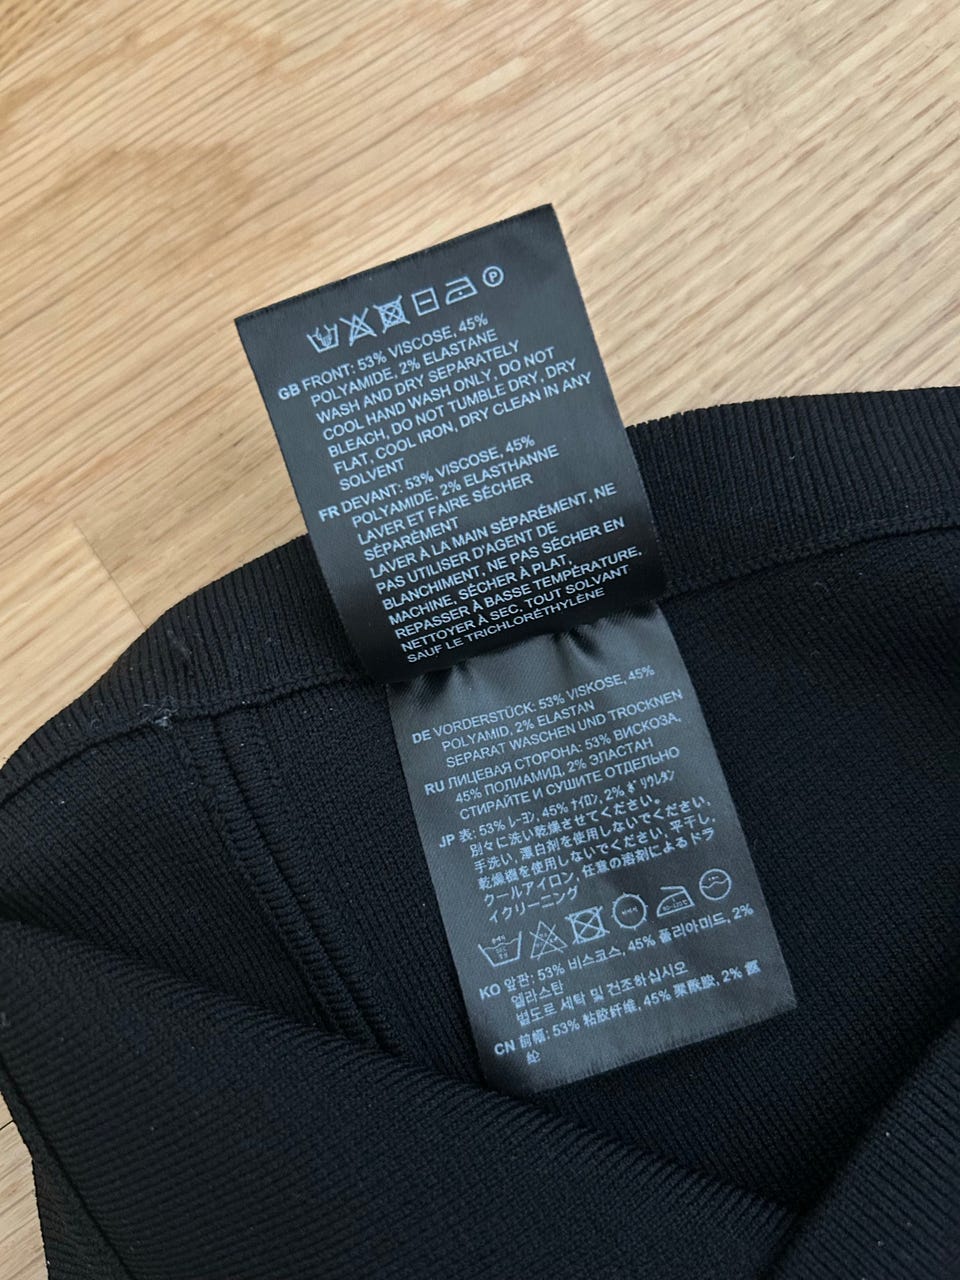 P
GB FRONT: 53% VISCOSE, 45%
POLYAMIDE, 2% ELASTANE
WASH AND DRY SEPARATELY
COOL HAND WASH ONLY, DO NOT
BLEACH, DO NOT TUMBLE DRY, DRY
FLAT, COOL IRON, DRY CLEAN IN ANY
SOLVENT
FR DEVANT: 53% VISCOSE, 45%
POLYAMIDE, 2% ELASTHANNE
LAVER ET FAIRE SÉCHER
SÉPARÉMENT
LAVER À LA MAIN SÉPARÉMENT, NE
PAS UTILISER D'AGENT DE
BLANCHIMENT, NE PAS SÉCHER EN
MACHINE, SÉCHER À PLAT,
REPASSER À BASSE TEMPÉRATURE,
NETTOYER À SEC, TOUT SOLVANT
SAUF LE TRICHLORÉTHYLÈNE
DE VORDERSTÜCK: 53% VISKOSE, 45%
POLYAMID, 2% ELASTAN
SEPARAT WASCHEN UND TROCKNEN
RU ЛИЦЕВАЯ СТОРОНА: 53% ВИСКОЗА,
45% ПОЛИАМИД, 2% ЭЛАСТАН
СТИРАЙТЕ И СУШИТЕ ОТДЕЛЬНО
JP 表: 53% レーヨン, 45% ナイロン, 2% ポリウレタン
別々に洗い乾燥させてください。
手洗い, 漂白剤を使用しないでください,
乾燥機を使用しないでください, 平干し,
クールアイロン, 任意の溶剤によるドラ
イクリーニング
KO 앞판: 53% 비스코스, 45% 폴리아미드, 2%
엘라스탄
별도로 세탁 및 건조하십시오
CN 前幅: 53% 粘胶纤维, 45% 聚酰胺, 2% 氨
纶